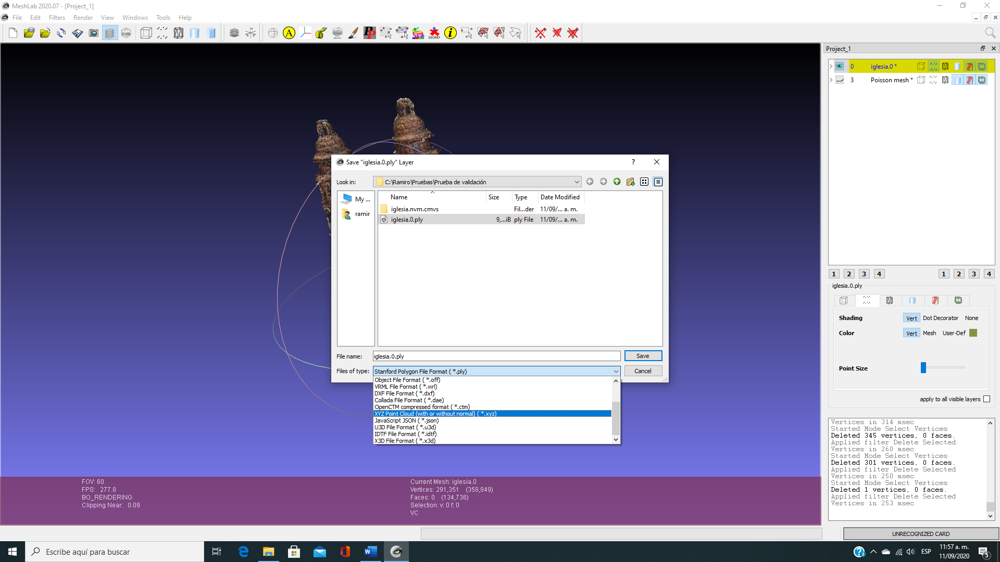 MeshLab 2020.07 - [Project_1]
File Edit Filters Render View Windows Tools Help
A
PP
GEOREF
i
Project_1
0 iglesia.0 *
3 Poisson mesh *
Save "iglesia.0.ply" Layer
?
Look in: C:\Ramiro\Pruebas\Prueba de validación
My ...
ramir
Name Size Type Date Modified
iglesia.nvm.cmvs Fil...der 11/09/... a. m.
iglesia.0.ply 9,...iB ply File 11/09/... a. m.
File name: iglesia.0.ply Save
Files of type: Stanford Polygon File Format ( *.ply) Cancel
Object File Format ( *.off)
VRML File Format ( *.wrl)
DXF File Format ( *.dxf)
Collada File Format ( *.dae)
OpenCTM compressed format ( *.ctm)
XYZ Point Cloud (with or without normal) ( *.xyz)
JavaScript JSON ( *.json)
U3D File Format ( *.u3d)
IDTF File Format ( *.idtf)
X3D File Format ( *.x3d)
1 2 3 4 1 2 3 4
iglesia.0.ply
Shading Vert Dot Decorator None
Color Vert Mesh User-Def
Point Size
apply to all visible layers
Vertices in 314 msec
Started Mode Select Vertices
Deleted 345 vertices, 0 faces.
Applied filter Delete Selected
Vertices in 260 msec
Started Mode Select Vertices
Deleted 301 vertices, 0 faces.
Applied filter Delete Selected
Vertices in 250 msec
Started Mode Select Vertices
Deleted 1 vertices, 0 faces.
Applied filter Delete Selected
Vertices in 253 msec
FOV: 60
FPS: 277.8
BO_RENDERING
Clipping Near: 0.09
Current Mesh: iglesia.0
Vertices: 291,351 (358,849)
Faces: 0 (134,736)
Selection: v: 0 f: 0
VC
UNRECOGNIZED CARD
Escribe aquí para buscar
ESP
11:57 a. m.
11/09/2020
5